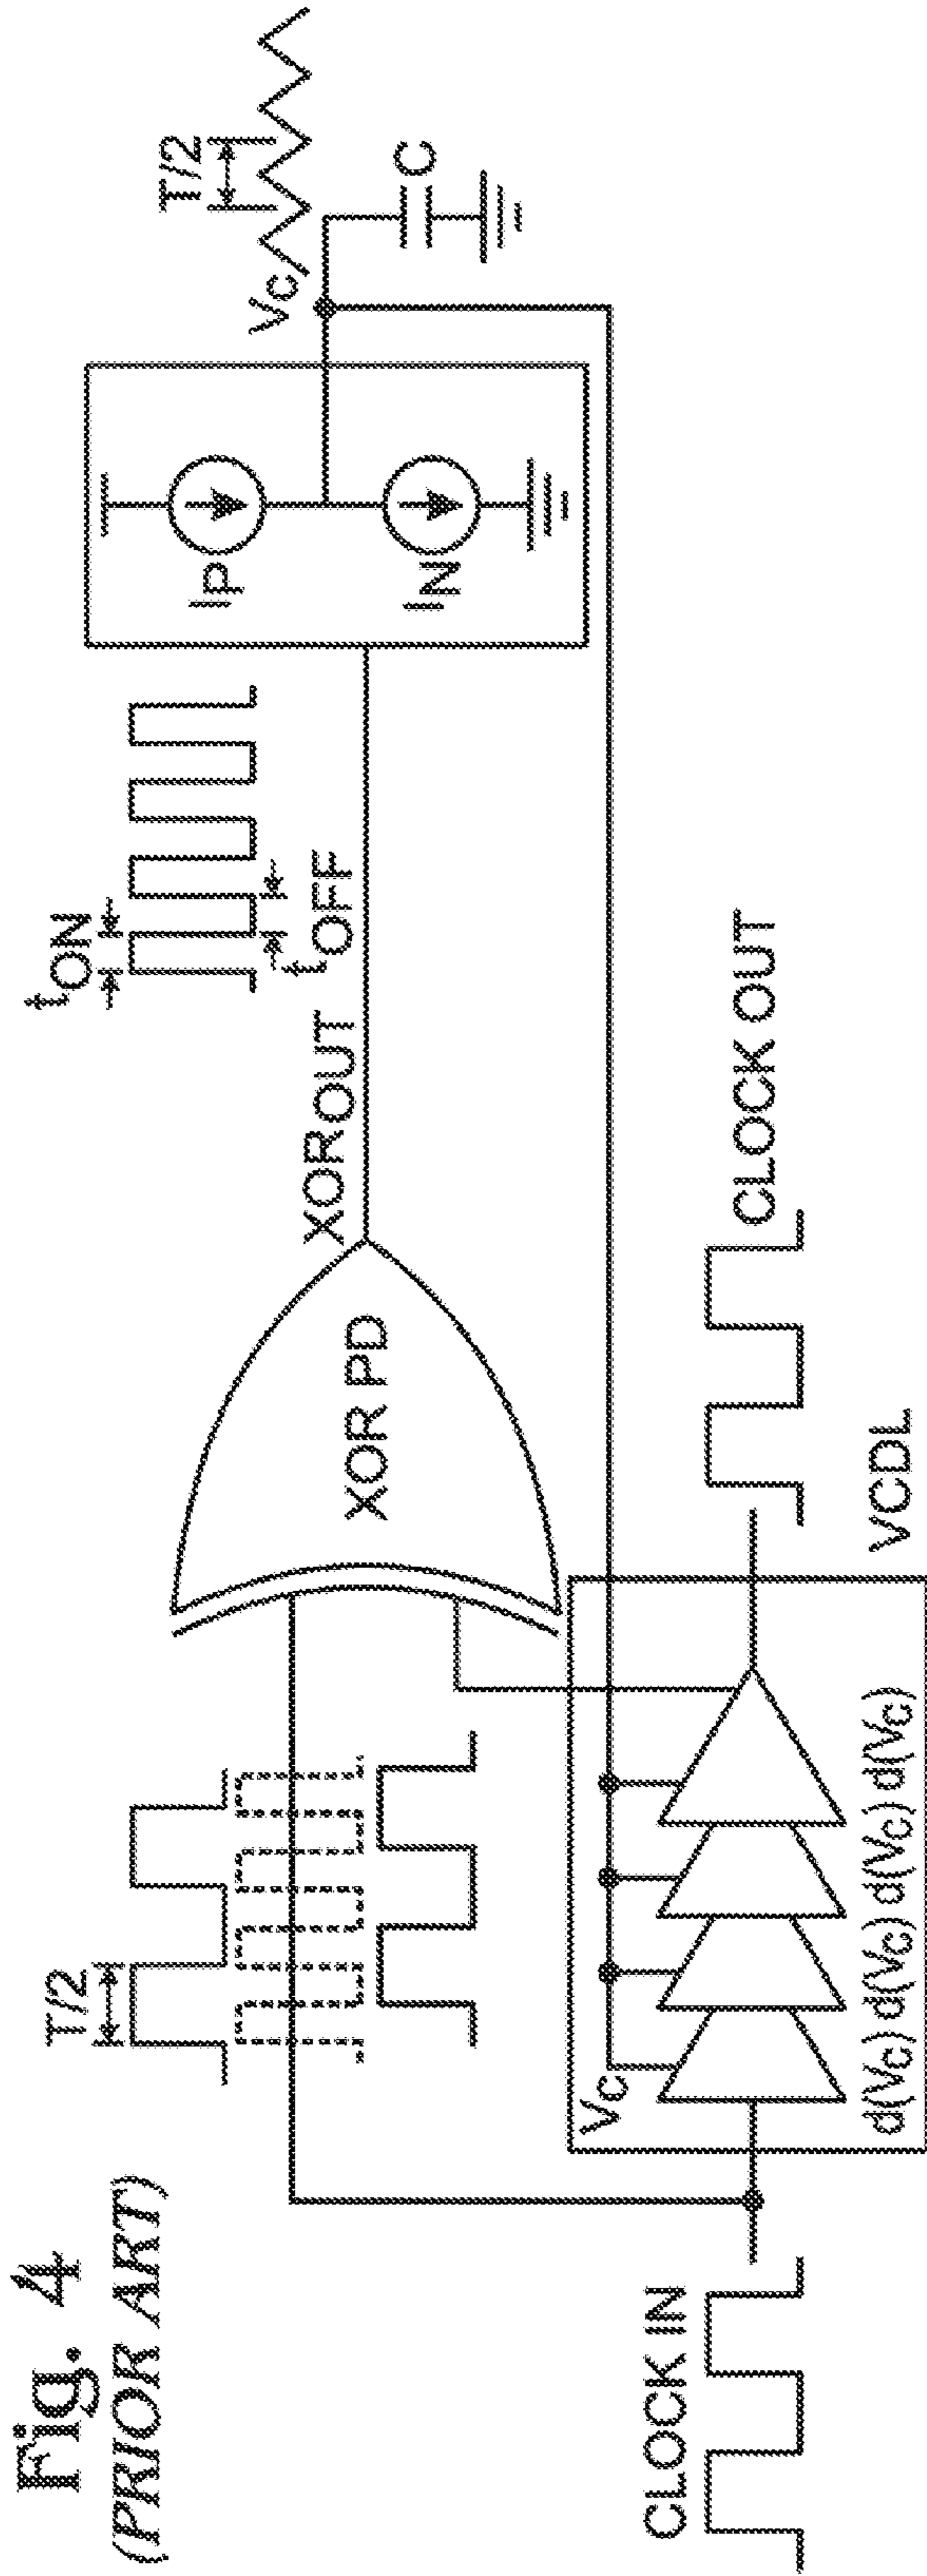 Fig. 4
(PRIOR ART)
T/2
tON
tOFF
XOROUT
XOR PD
IP
IN
VC
T/2
C
CLOCK IN
VC
d(VC) d(VC) d(VC) d(VC)
VCDL
CLOCK OUT